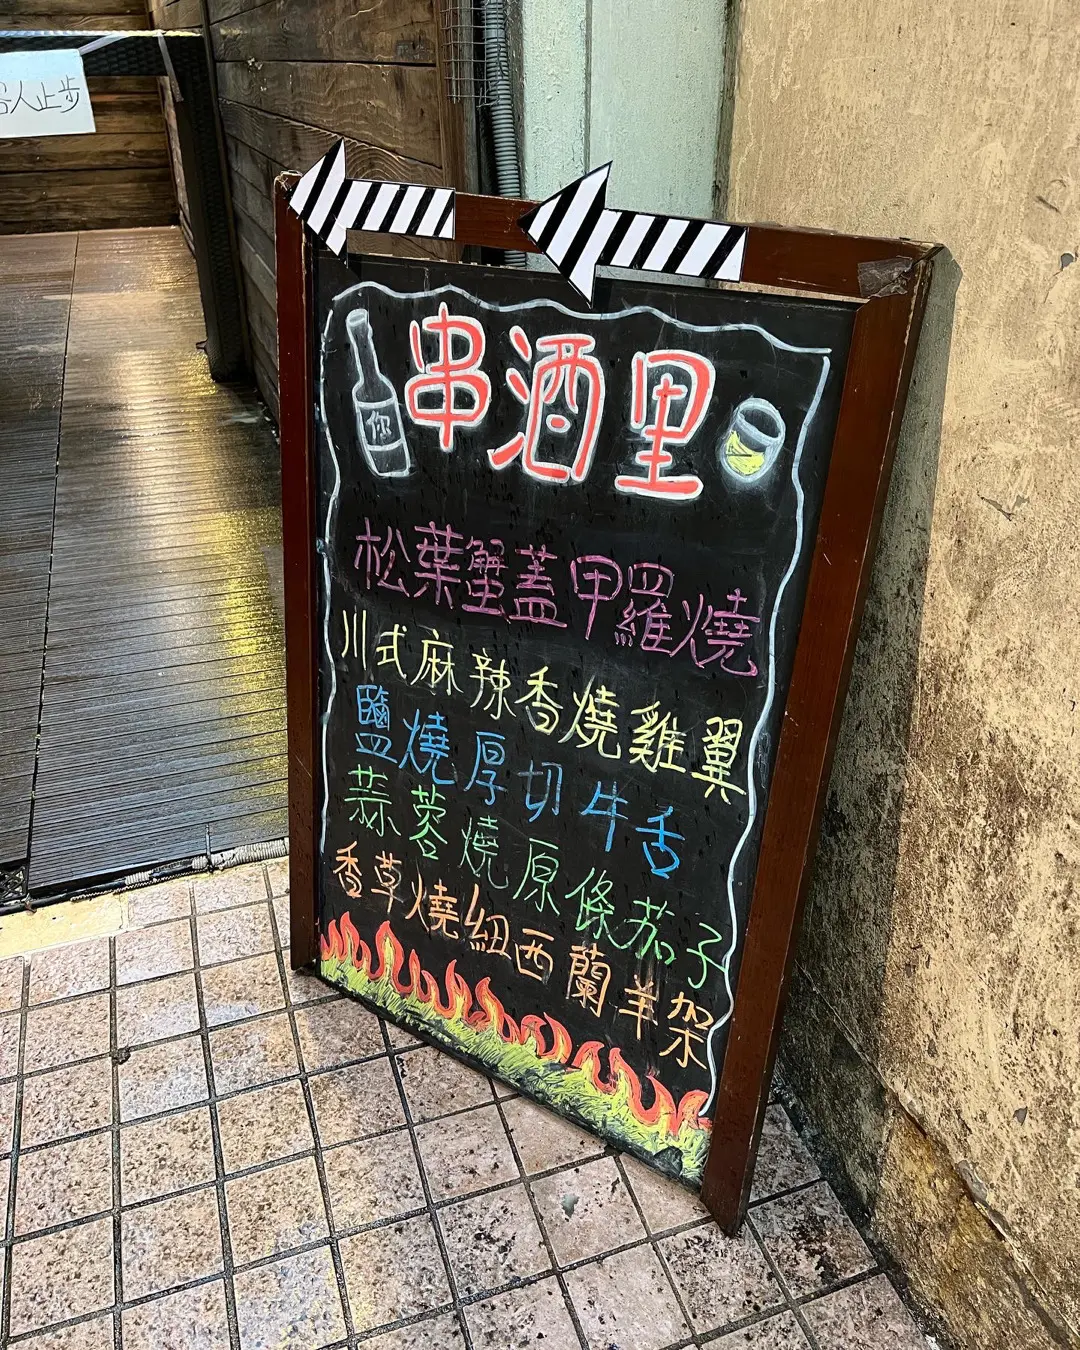 人止步
串酒里
你
松葉蟹蓋甲羅燒
川式麻辣香燒雞翼
鹽燒厚切牛舌
蒜蓉燒原條茄子
香草燒紐西蘭羊架